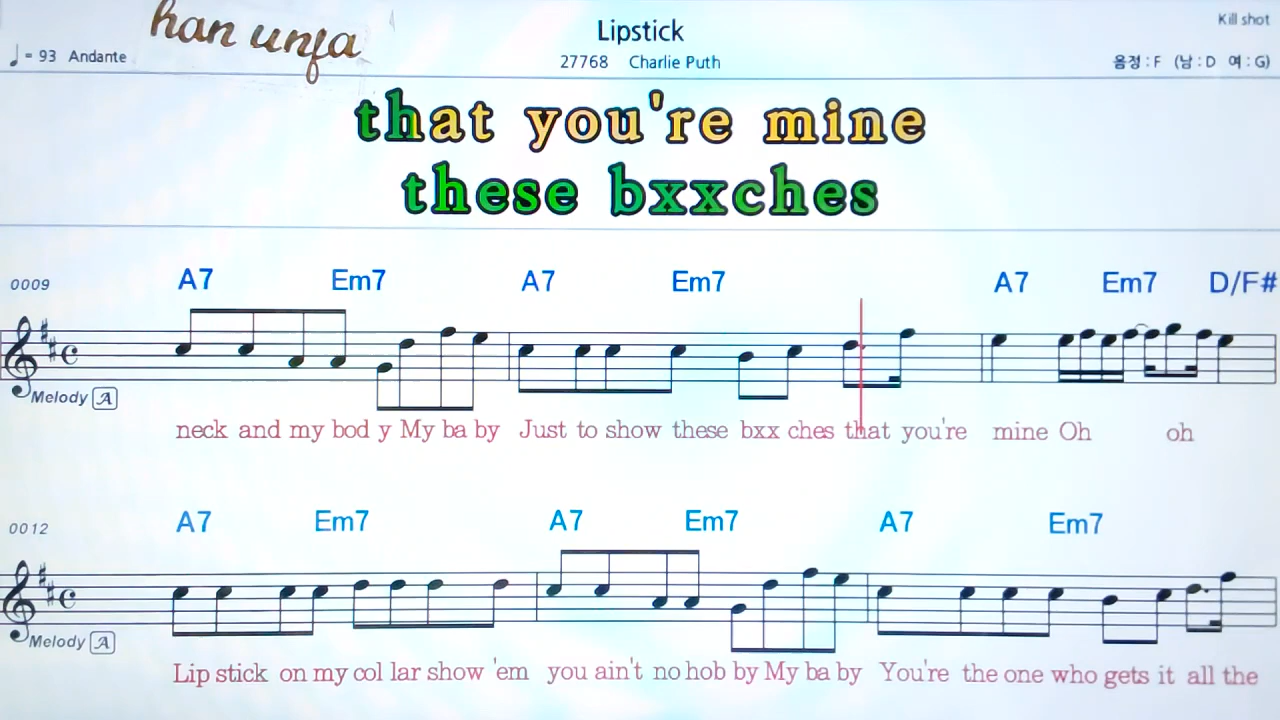 han unfa
Lipstick
Kill shot
♩= 93 Andante
27768 Charlie Puth
음정 : F (남 : D 여 : G)
that you're mine
these bxxches
0009
A7 Em7 A7 Em7 A7 Em7 D/F#
Melody A
neck and my bod y My ba by Just to show these bxx ches that you're mine Oh oh
0012
A7 Em7 A7 Em7 A7 Em7
Melody A
Lip stick on my col lar show 'em you ain't no hob by My ba by You're the one who gets it all the